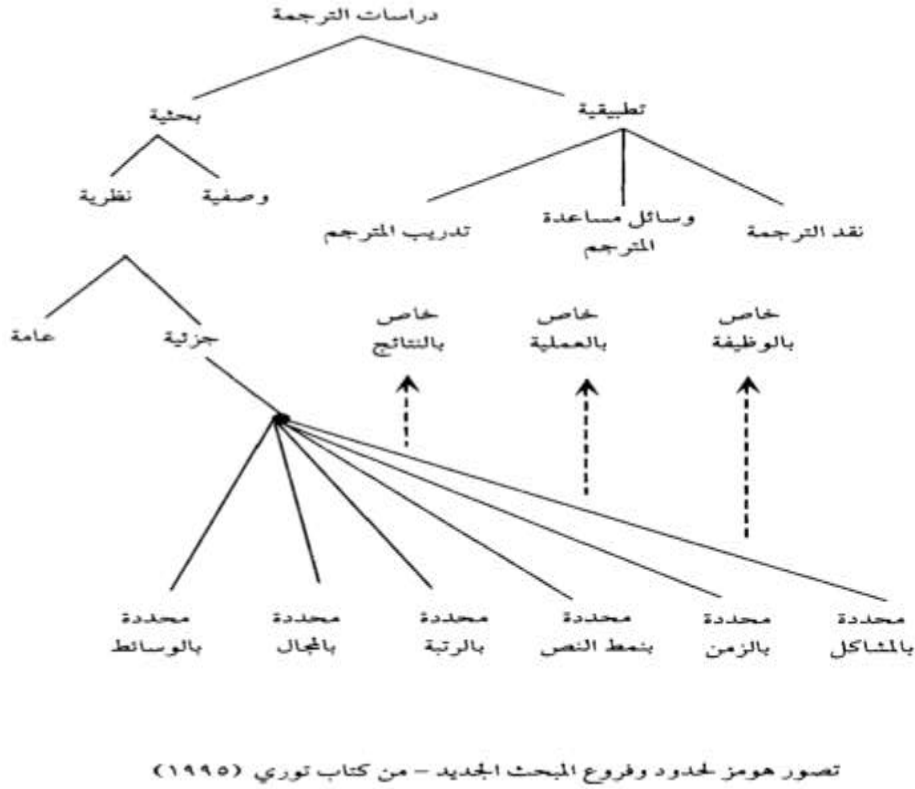 دراسات الترجمة
تطبيقية
بحثية
وصفية
نظرية
نقد الترجمة
وسائل مساعدة
المترجم
تدريب المترجم
خاص
بالوظيفة
خاص
بالعملية
خاص
بالنتائج
جزئية
عامة
محددة
بالمشاكل
محددة
بالزمن
محددة
بنمط النص
محددة
بالرتبة
محددة
بالمجال
محددة
بالوسائط
تصور هومز لحدود وفروع المبحث الجديد – من كتاب توري (١٩٩٥)